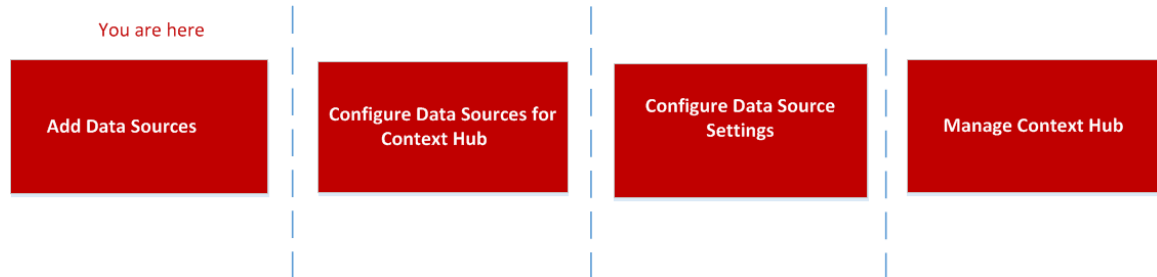 You are here
Add Data Sources
Configure Data Sources for
Context Hub
Configure Data Source
Settings
Manage Context Hub